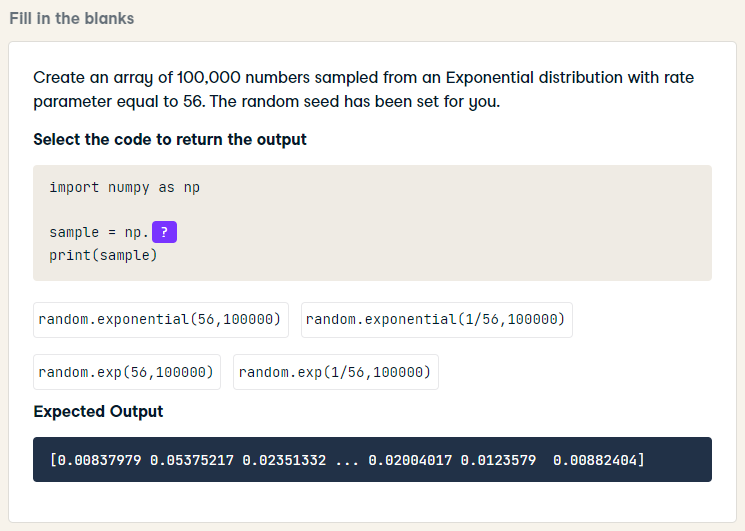 Fill in the blanks
Create an array of 100,000 numbers sampled from an Exponential distribution with rate
parameter equal to 56. The random seed has been set for you.
Select the code to return the output
import numpy as np
sample = np. ?
print(sample)
random.exponential(56,100000) random.exponential(1/56,100000)
random.exp(56,100000) random.exp(1/56,100000)
Expected Output
[0.00837979 0.05375217 0.02351332 ... 0.02004017 0.0123579  0.00882404]